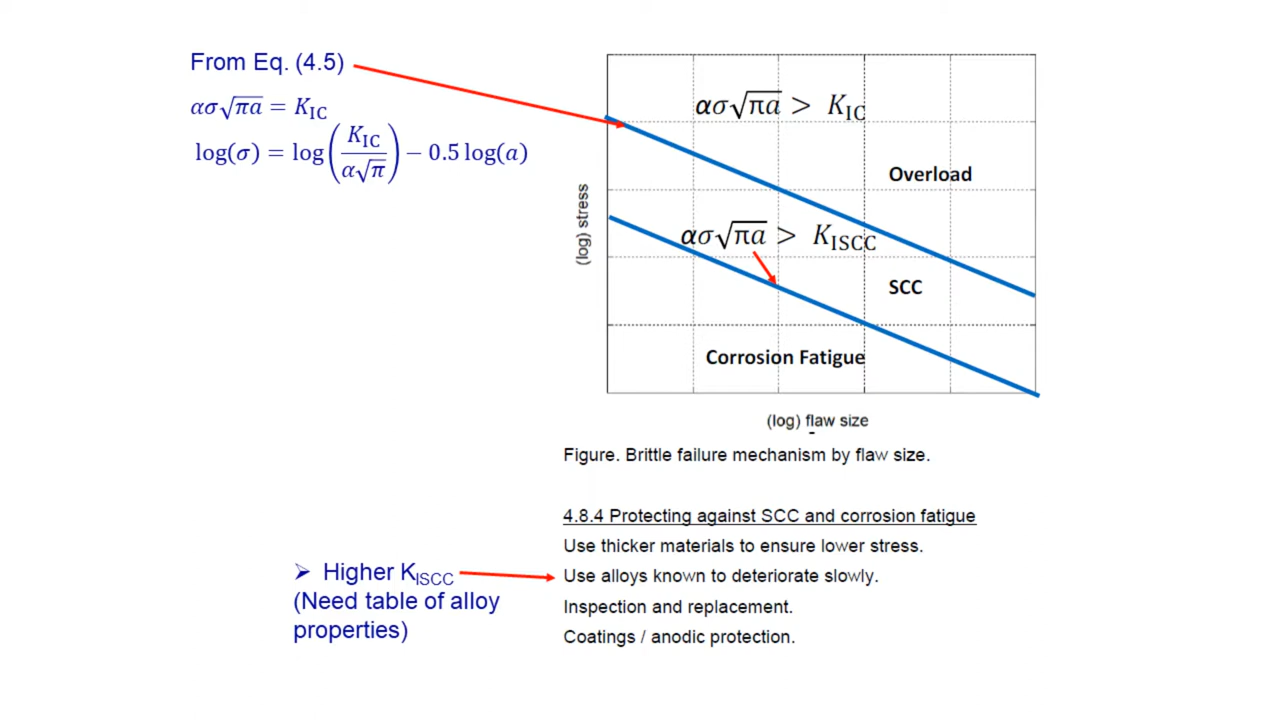 From Eq. (4.5)
ασ√πa = K_IC
log(σ) = log(K_IC / α√π) − 0.5 log(a)
ασ√πa > K_IC
Overload
(log) stress
ασ√πa > K_ISCC
SCC
Corrosion Fatigue
(log) flaw size
Figure. Brittle failure mechanism by flaw size.
4.8.4 Protecting against SCC and corrosion fatigue
Use thicker materials to ensure lower stress.
➢ Higher K_ISCC
(Need table of alloy
properties)
Use alloys known to deteriorate slowly.
Inspection and replacement.
Coatings / anodic protection.